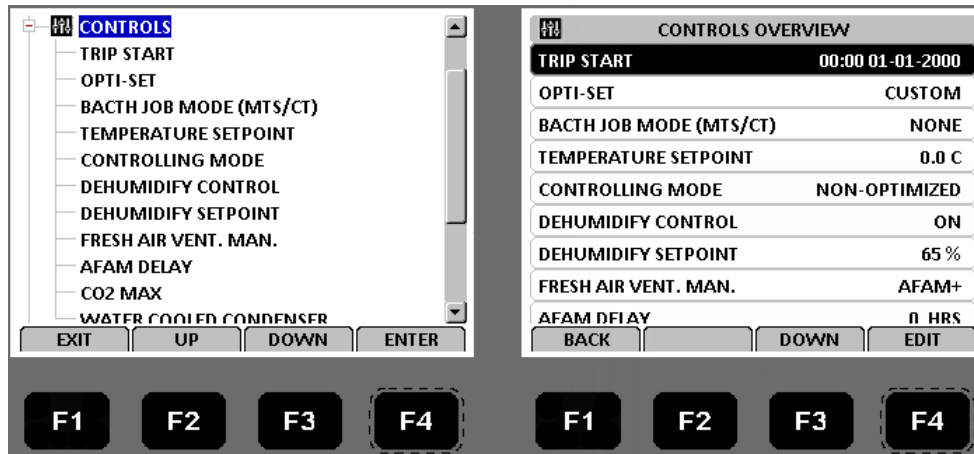 CONTROLS
TRIP START
OPTI-SET
BACTH JOB MODE (MTS/CT)
TEMPERATURE SETPOINT
CONTROLLING MODE
DEHUMIDIFY CONTROL
DEHUMIDIFY SETPOINT
FRESH AIR VENT. MAN.
AFAM DELAY
CO2 MAX
WATER COOLED CONDENSER
EXIT UP DOWN ENTER
F1 F2 F3 F4
CONTROLS OVERVIEW
TRIP START 00:00 01-01-2000
OPTI-SET CUSTOM
BACTH JOB MODE (MTS/CT) NONE
TEMPERATURE SETPOINT 0.0 C
CONTROLLING MODE NON-OPTIMIZED
DEHUMIDIFY CONTROL ON
DEHUMIDIFY SETPOINT 65 %
FRESH AIR VENT. MAN. AFAM+
AFAM DELAY 0 HRS
BACK DOWN EDIT
F1 F2 F3 F4